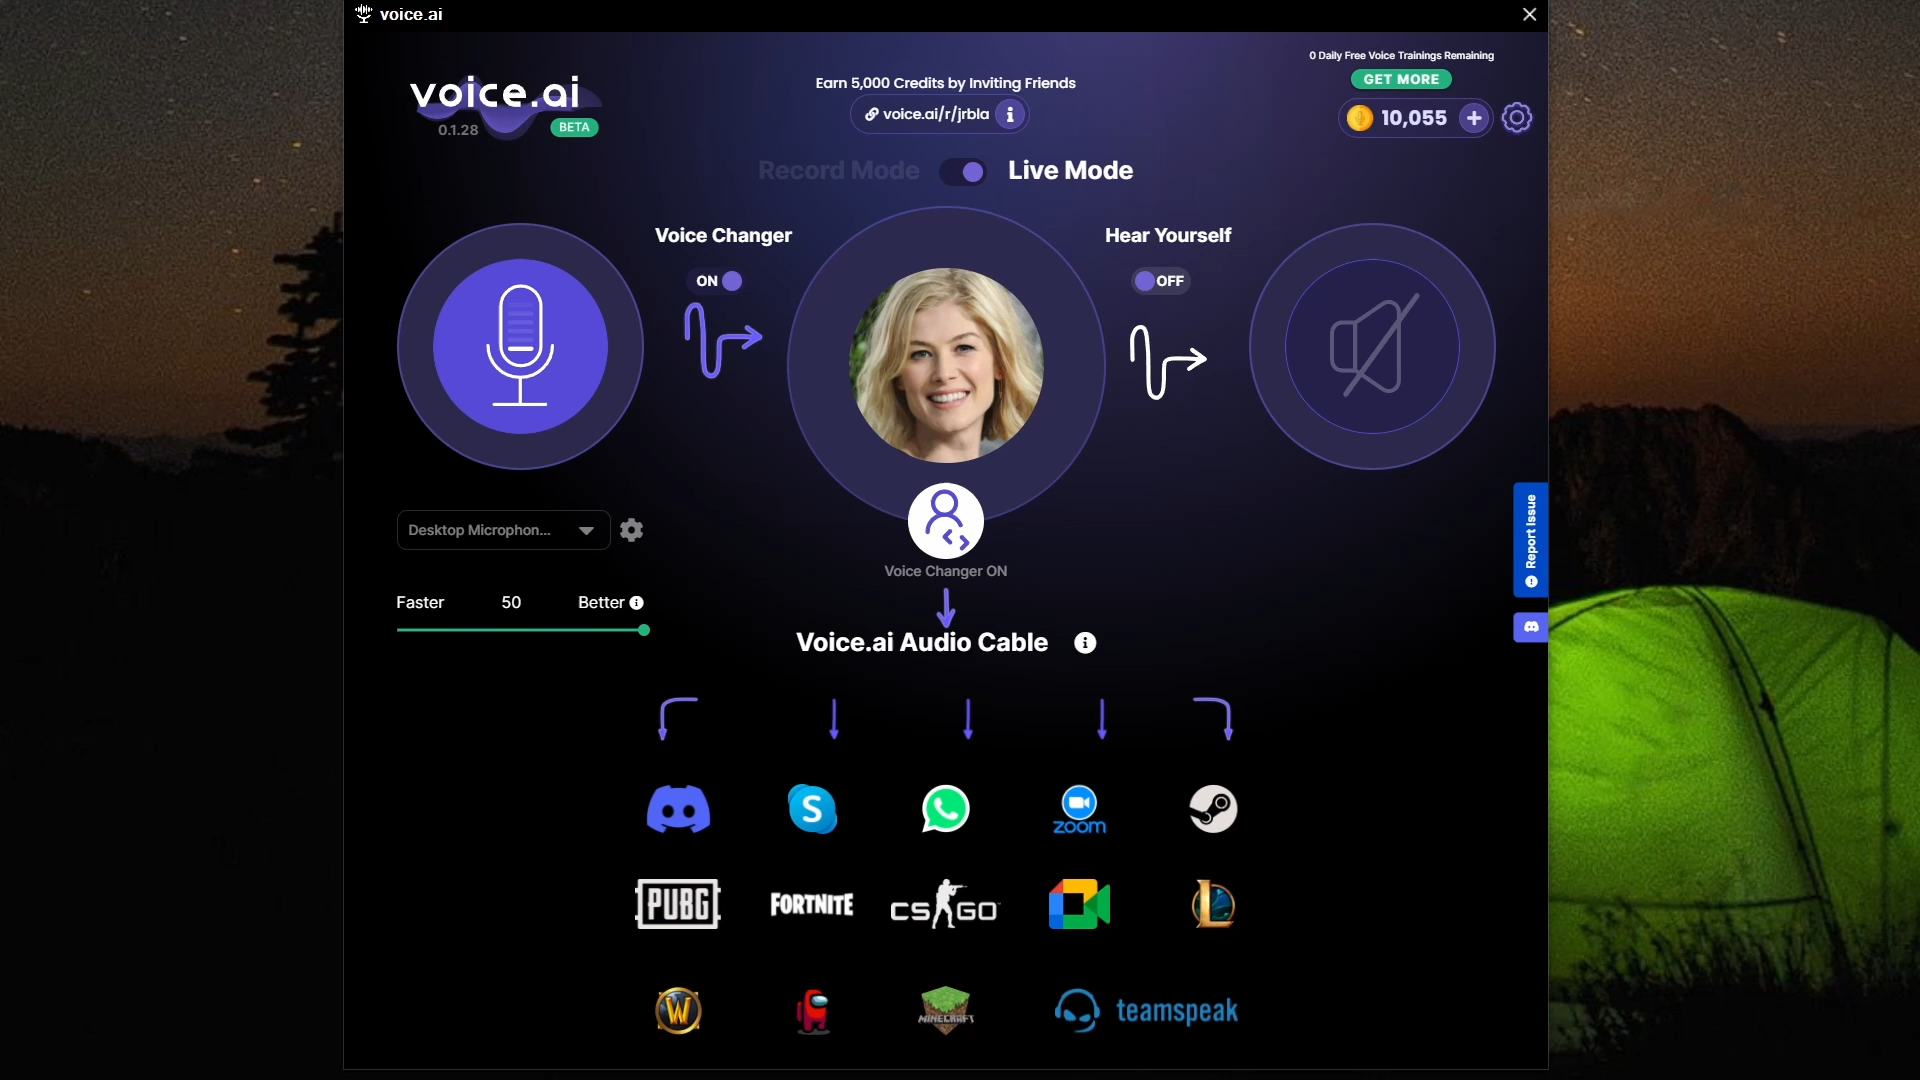 voice.ai
0 Daily Free Voice Trainings Remaining
GET MORE
10,055
voice.ai
0.1.28
BETA
Earn 5,000 Credits by Inviting Friends
voice.ai/r/jrbla
Record Mode
Live Mode
Voice Changer
ON
Hear Yourself
OFF
Desktop Microphon...
Faster
50
Better
Voice Changer ON
Voice.ai Audio Cable
Report Issue
S
zoom
PUBG
FORTNITE
CS GO
L
W
MINECRAFT
teamspeak